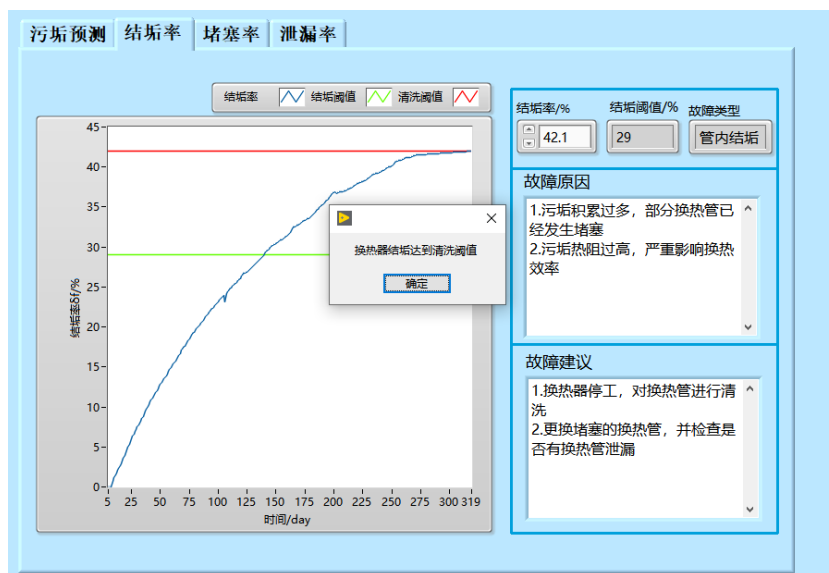 污垢预测 结垢率 堵塞率 泄漏率
结垢率 结垢阈值 清洗阈值
结垢率/% 结垢阈值/% 故障类型
42.1 29 管内结垢
45
40
35
30
25
20
15
10
5
0
结垢率δf/%
5 25 50 75 100 125 150 175 200 225 250 275 300 319
时间/day
换热器结垢达到清洗阈值
确定
故障原因
1.污垢积累过多，部分换热管已
经发生堵塞
2.污垢热阻过高，严重影响换热
效率
故障建议
1.换热器停工，对换热管进行清
洗
2.更换堵塞的换热管，并检查是
否有换热管泄漏